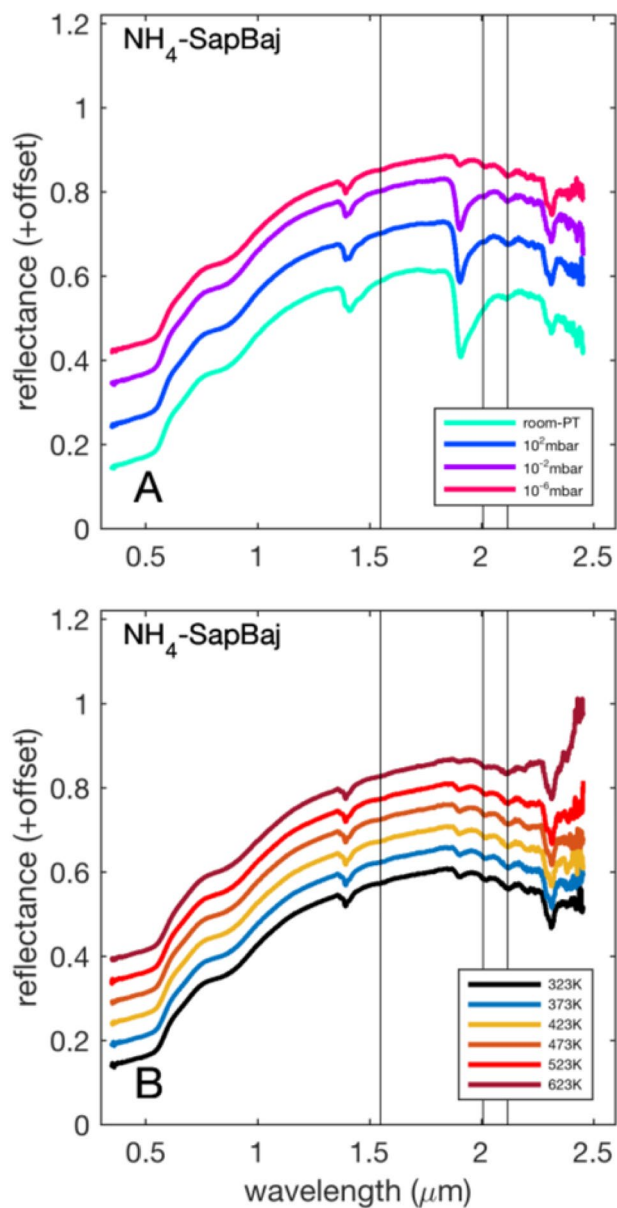 1.2
NH₄-SapBaj
1
0.8
0.6
0.4
0.2
0
reflectance (+offset)
A
room-PT
10²mbar
10⁻²mbar
10⁻⁶mbar
0.5 1 1.5 2 2.5
1.2
NH₄-SapBaj
1
0.8
0.6
0.4
0.2
0
reflectance (+offset)
B
323K
373K
423K
473K
523K
623K
0.5 1 1.5 2 2.5
wavelength (μm)